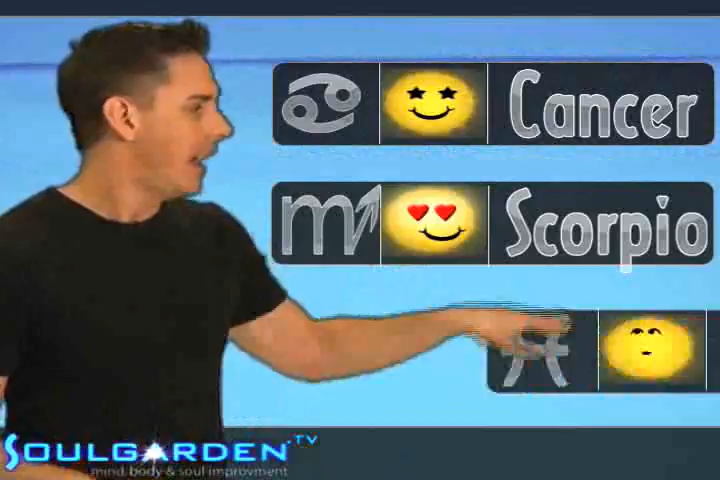 Cancer
Scorpio
SOULGARDEN.TV
mind, body & soul improvment